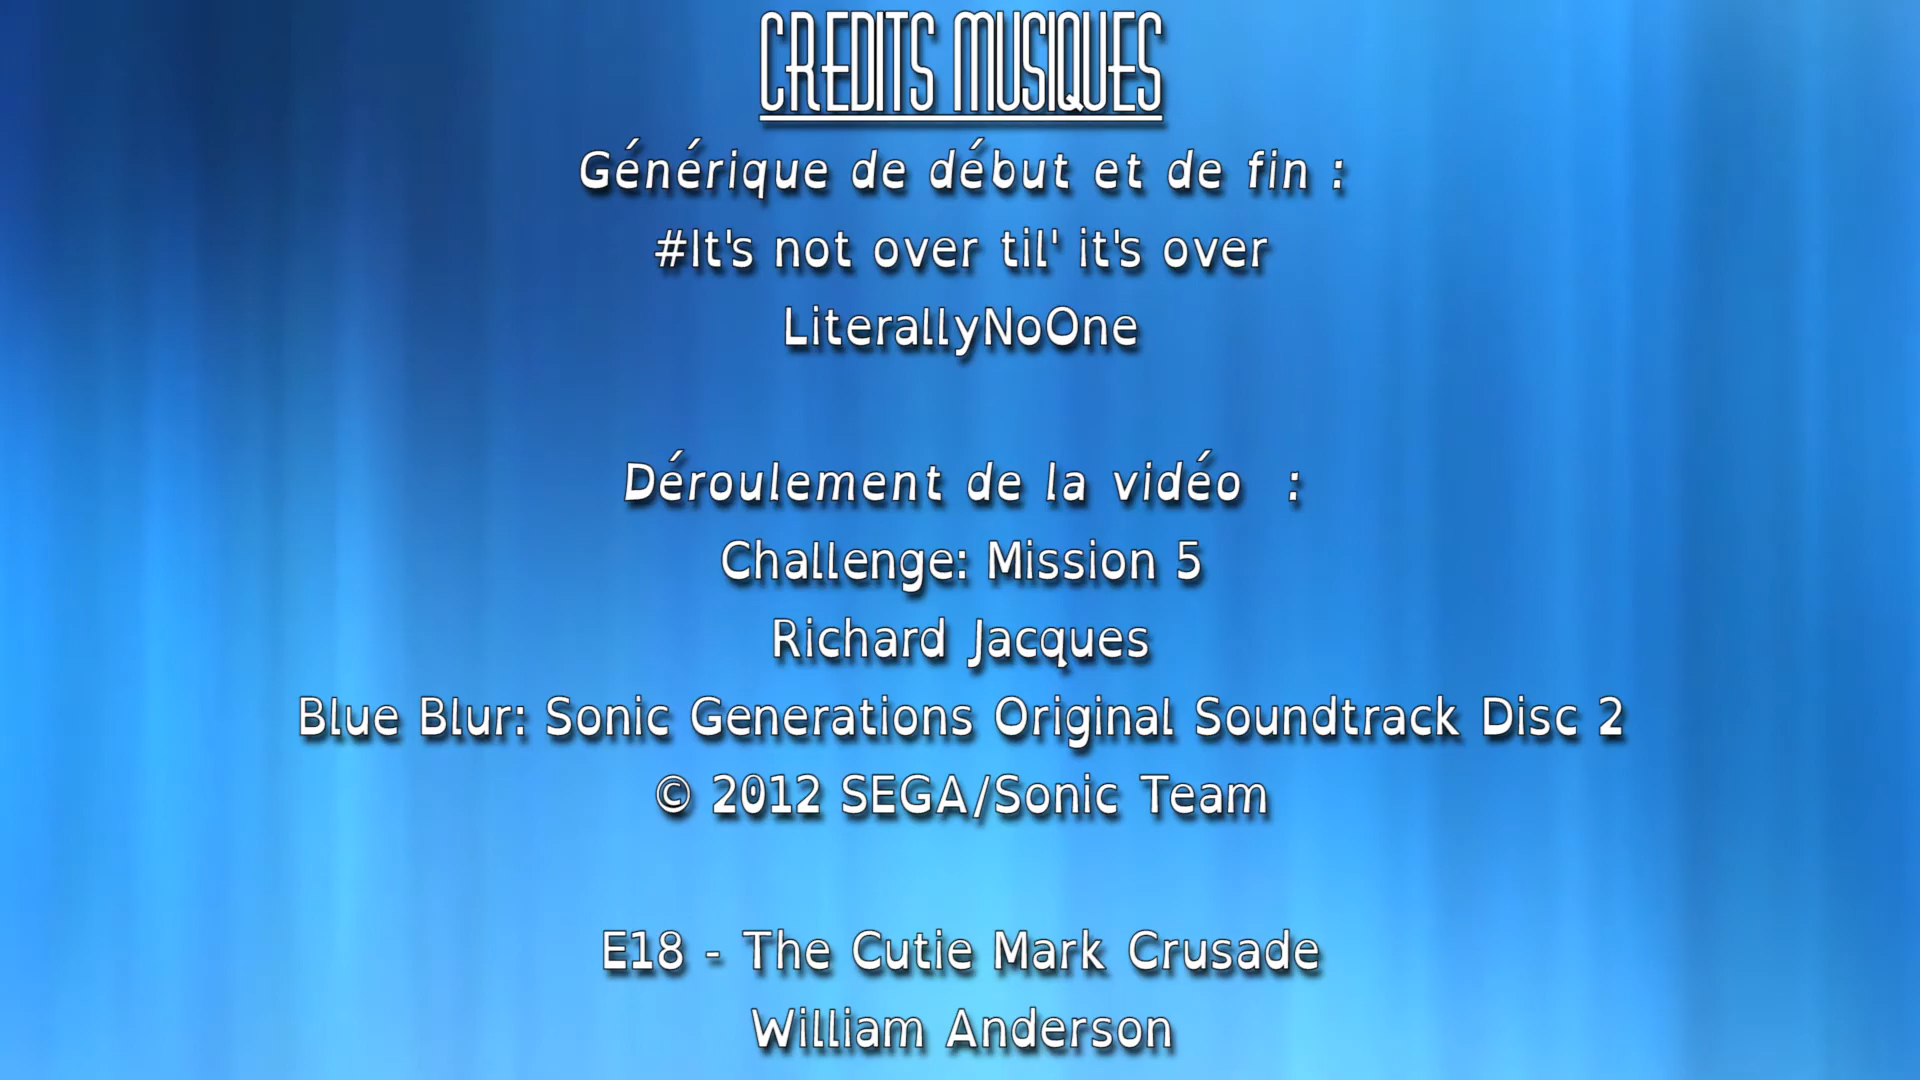 CREDITS MUSIQUES
Générique de début et de fin :
#It's not over til' it's over
LiterallyNoOne
Déroulement de la vidéo  :
Challenge: Mission 5
Richard Jacques
Blue Blur: Sonic Generations Original Soundtrack Disc 2
© 2012 SEGA/Sonic Team
E18 - The Cutie Mark Crusade
William Anderson